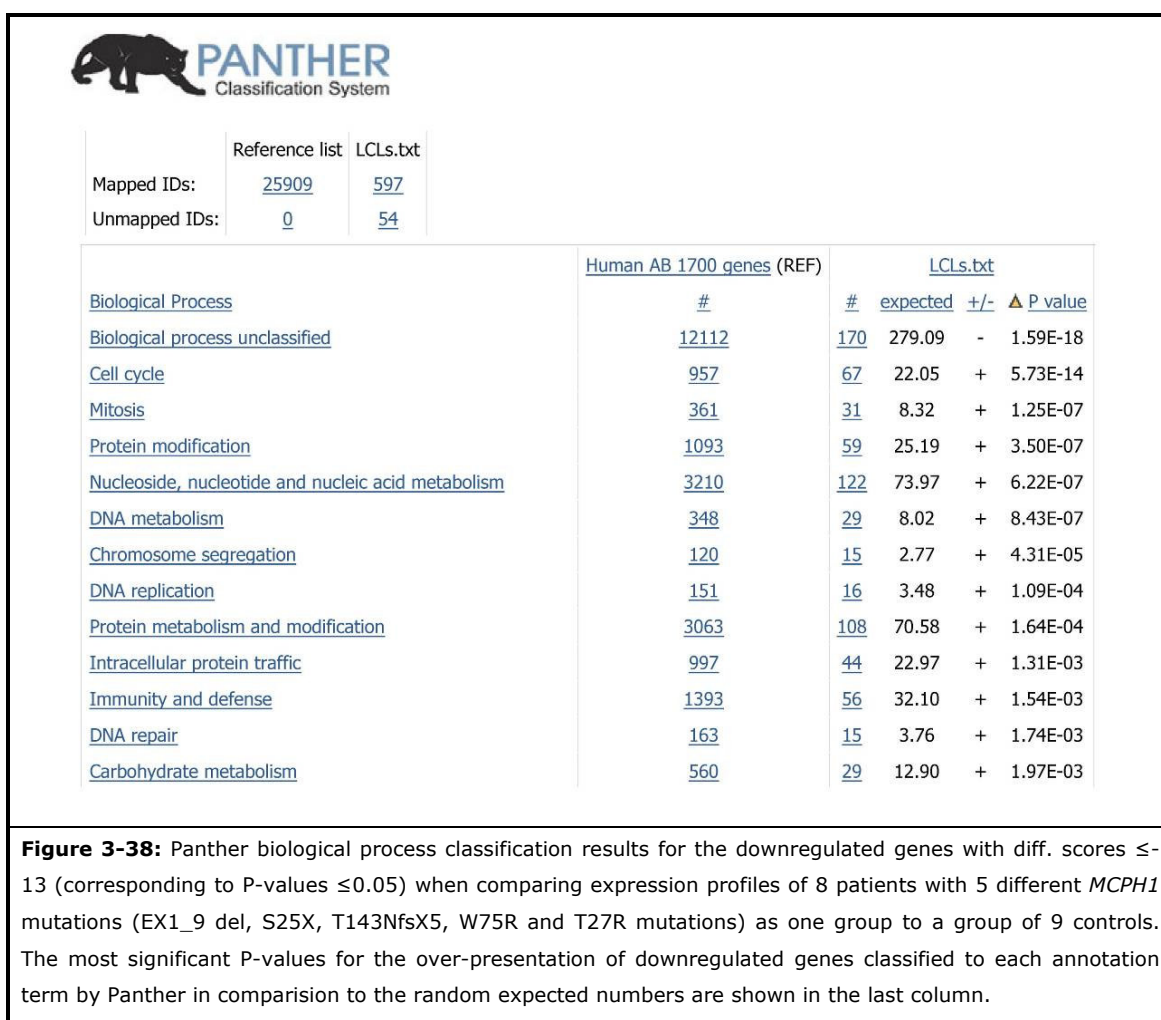 PANTHER
Classification System
Reference list LCLs.txt
Mapped IDs: 25909 597
Unmapped IDs: 0 54
Human AB 1700 genes (REF) LCLs.txt
Biological Process # # expected +/- P value
Biological process unclassified 12112 170 279.09 - 1.59E-18
Cell cycle 957 67 22.05 + 5.73E-14
Mitosis 361 31 8.32 + 1.25E-07
Protein modification 1093 59 25.19 + 3.50E-07
Nucleoside, nucleotide and nucleic acid metabolism 3210 122 73.97 + 6.22E-07
DNA metabolism 348 29 8.02 + 8.43E-07
Chromosome segregation 120 15 2.77 + 4.31E-05
DNA replication 151 16 3.48 + 1.09E-04
Protein metabolism and modification 3063 108 70.58 + 1.64E-04
Intracellular protein traffic 997 44 22.97 + 1.31E-03
Immunity and defense 1393 56 32.10 + 1.54E-03
DNA repair 163 15 3.76 + 1.74E-03
Carbohydrate metabolism 560 29 12.90 + 1.97E-03
Figure 3-38: Panther biological process classification results for the downregulated genes with diff. scores ≤-
13 (corresponding to P-values ≤0.05) when comparing expression profiles of 8 patients with 5 different MCPH1
mutations (EX1_9 del, S25X, T143NfsX5, W75R and T27R mutations) as one group to a group of 9 controls.
The most significant P-values for the over-presentation of downregulated genes classified to each annotation
term by Panther in comparision to the random expected numbers are shown in the last column.